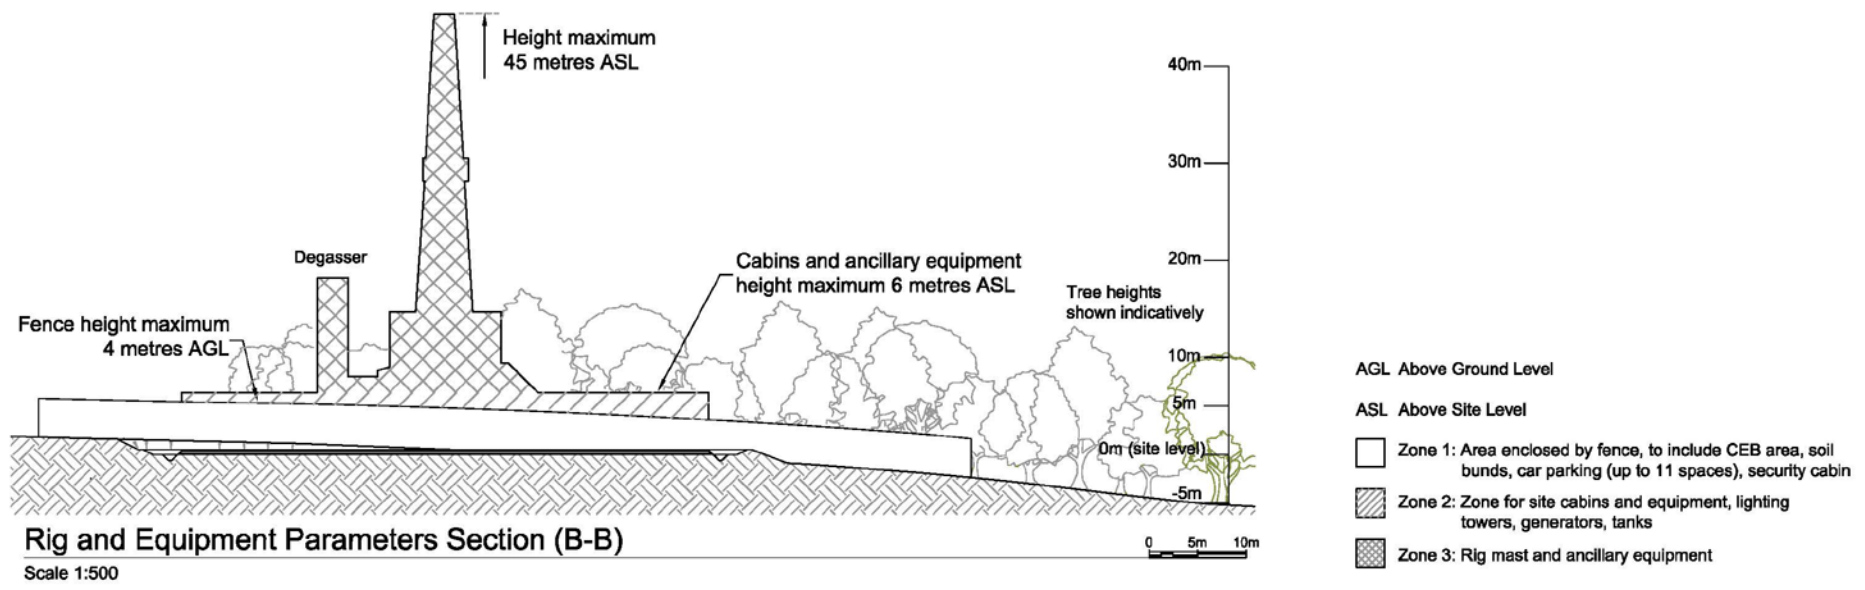 Height maximum
45 metres ASL
40m
30m
20m
10m
5m
0m (site level)
-5m
Degasser
Cabins and ancillary equipment
height maximum 6 metres ASL
Tree heights
shown indicatively
Fence height maximum
4 metres AGL
AGL Above Ground Level
ASL Above Site Level
Zone 1: Area enclosed by fence, to include CEB area, soil
bunds, car parking (up to 11 spaces), security cabin
Zone 2: Zone for site cabins and equipment, lighting
towers, generators, tanks
Zone 3: Rig mast and ancillary equipment
Rig and Equipment Parameters Section (B-B)
Scale 1:500
0 5m 10m